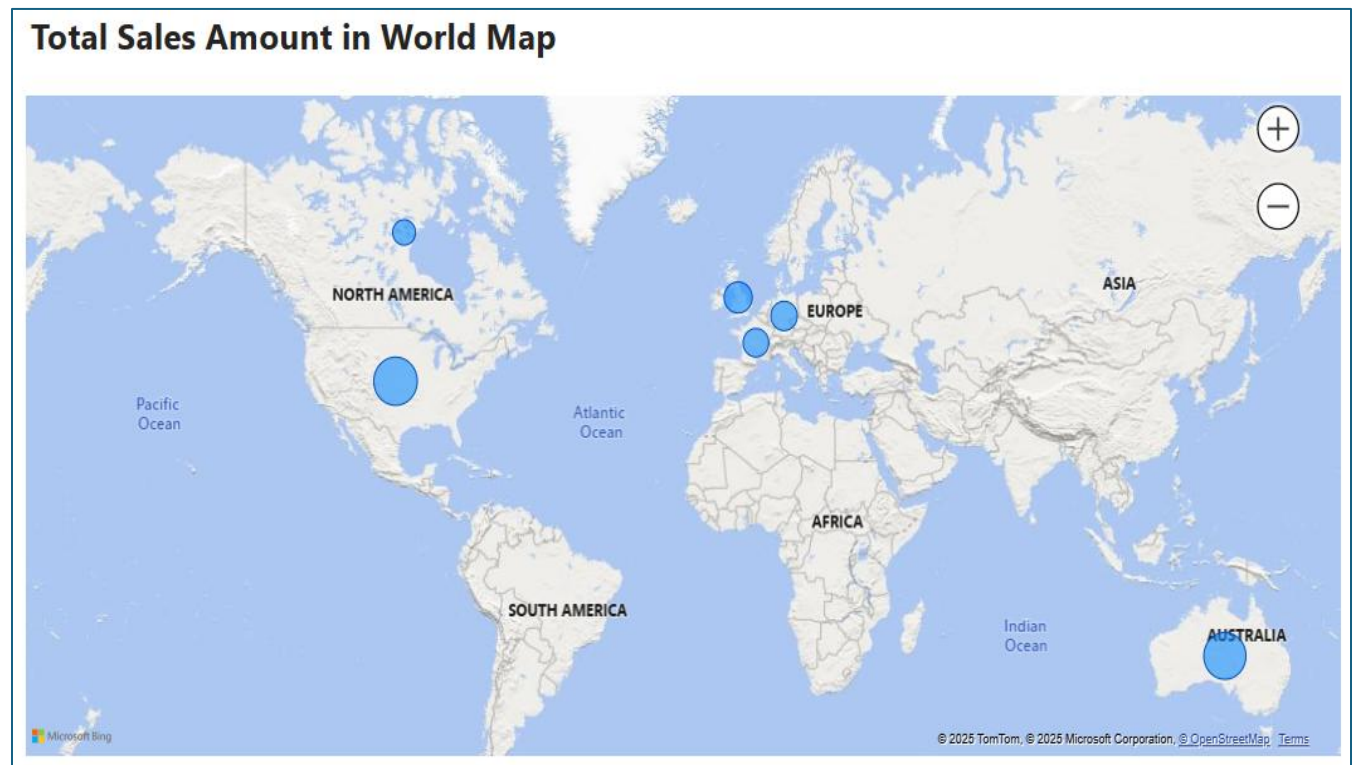 Total Sales Amount in World Map
+
−
ASIA
NORTH AMERICA
EUROPE
Pacific
Ocean
Atlantic
Ocean
AFRICA
SOUTH AMERICA
Indian
Ocean
AUSTRALIA
Microsoft Bing
© 2025 TomTom, © 2025 Microsoft Corporation, © OpenStreetMap Terms